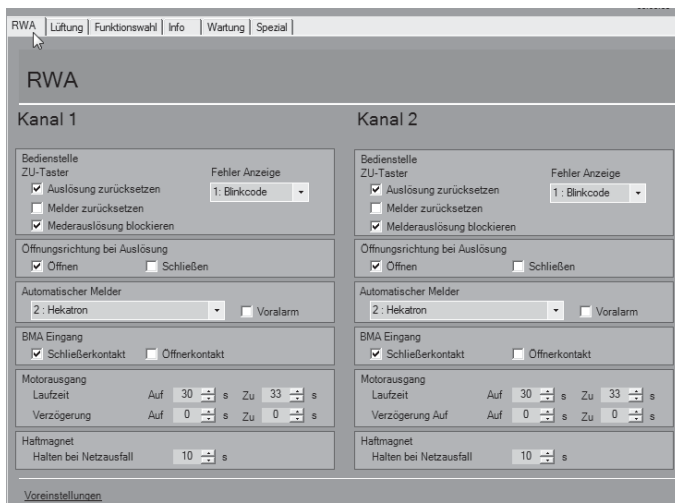 RWA Lüftung Funktionswahl Info Wartung Spezial
RWA
Kanal 1
Bedienstelle
ZU-Taster Fehler Anzeige
Auslösung zurücksetzen 1: Blinkcode
Melder zurücksetzen
Mederauslösung blockieren
Öffnungsrichtung bei Auslösung
Öffnen Schließen
Automatischer Melder
2 : Hekatron Voralarm
BMA Eingang
Schließerkontakt Öffnerkontakt
Motorausgang
Laufzeit Auf 30 s Zu 33 s
Verzögerung Auf 0 s Zu 0 s
Haftmagnet
Halten bei Netzausfall 10 s
Kanal 2
Bedienstelle
ZU-Taster Fehler Anzeige
Auslösung zurücksetzen 1 : Blinkcode
Melder zurücksetzen
Melderauslösung blockieren
Öffnungsrichtung bei Auslösung
Öffnen Schließen
Automatischer Melder
2 : Hekatron Voralarm
BMA Eingang
Schließerkontakt Öffnerkontakt
Motorausgang
Laufzeit Auf 30 s Zu 33 s
Verzögerung Auf Auf 0 s Zu 0 s
Haftmagnet
Halten bei Netzausfall 10 s
Voreinstellungen